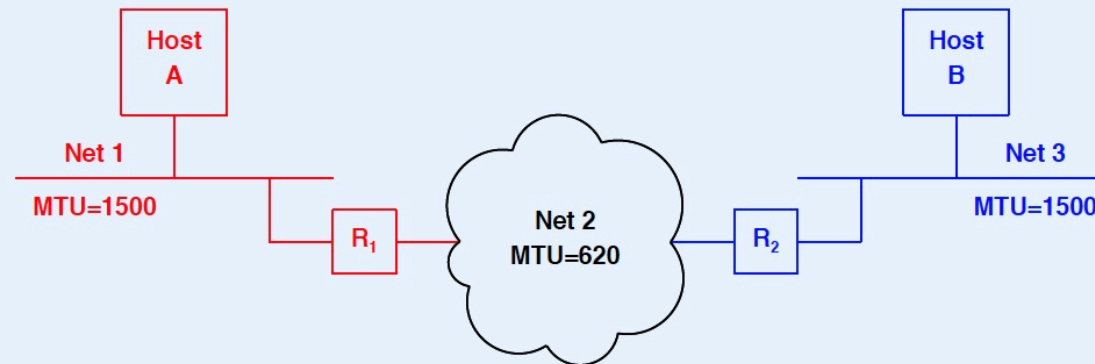 Host
A
Host
B
Net 1
Net 3
MTU=1500
MTU=1500
R1
Net 2
MTU=620
R2